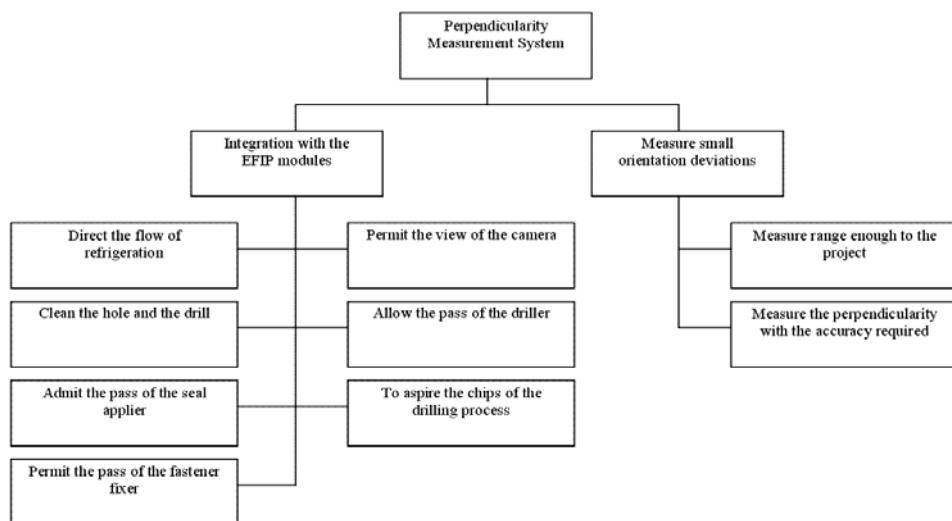 Perpendicularity
Measurement System
Integration with the
EFIP modules
Measure small
orientation deviations
Direct the flow of
refrigeration
Permit the view of the camera
Measure range enough to the
project
Clean the hole and the drill
Allow the pass of the driller
Measure the perpendicularity
with the accuracy required
Admit the pass of the seal
applier
To aspire the chips of the
drilling process
Permit the pass of the fastener
fixer